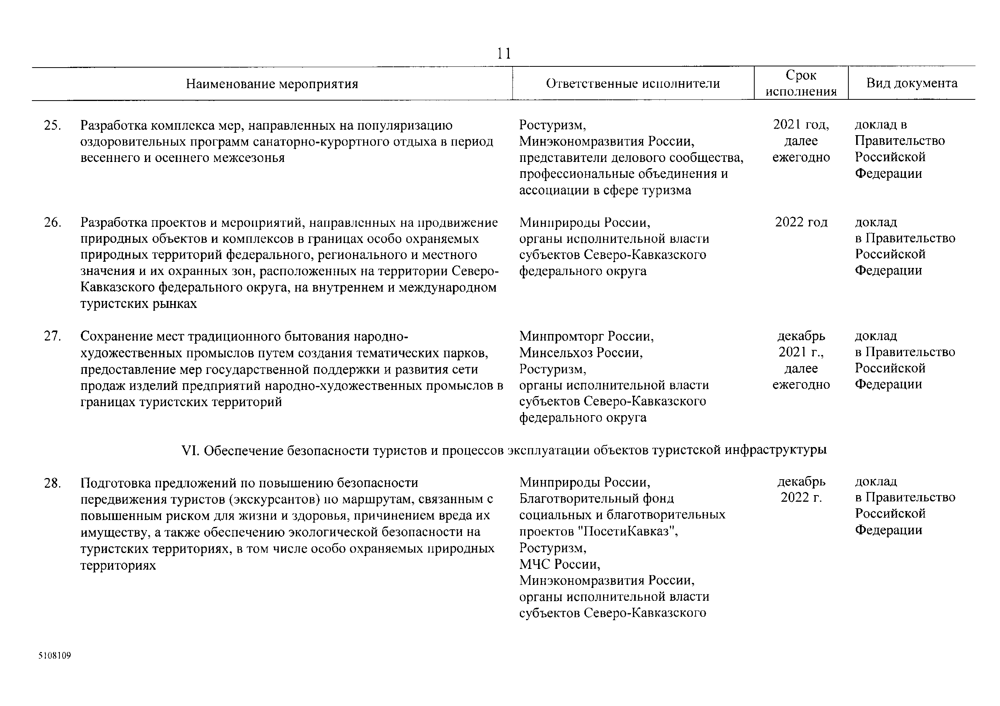 11
Наименование мероприятия
Ответственные исполнители
Срок
исполнения
Вид документа
25.
Разработка комплекса мер, направленных на популяризацию
оздоровительных программ санаторно-курортного отдыха в период
весеннего и осеннего межсезонья
Ростуризм,
Минэкономразвития России,
представители делового сообщества,
профессиональные объединения и
ассоциации в сфере туризма
2021 год,
далее
ежегодно
доклад в
Правительство
Российской
Федерации
26.
Разработка проектов и мероприятий, направленных на продвижение
природных объектов и комплексов в границах особо охраняемых
природных территорий федерального, регионального и местного
значения и их охранных зон, расположенных на территории Северо-
Кавказского федерального округа, на внутреннем и международном
туристских рынках
Минприроды России,
органы исполнительной власти
субъектов Северо-Кавказского
федерального округа
2022 год
доклад
в Правительство
Российской
Федерации
27.
Сохранение мест традиционного бытования народно-
художественных промыслов путем создания тематических парков,
предоставление мер государственной поддержки и развития сети
продаж изделий предприятий народно-художественных промыслов в
границах туристских территорий
Минпромторг России,
Минсельхоз России,
Ростуризм,
органы исполнительной власти
субъектов Северо-Кавказского
федерального округа
декабрь
2021 г.,
далее
ежегодно
доклад
в Правительство
Российской
Федерации
VI. Обеспечение безопасности туристов и процессов эксплуатации объектов туристской инфраструктуры
28.
Подготовка предложений по повышению безопасности
передвижения туристов (экскурсантов) по маршрутам, связанным с
повышенным риском для жизни и здоровья, причинением вреда их
имуществу, а также обеспечению экологической безопасности на
туристских территориях, в том числе особо охраняемых природных
территориях
Минприроды России,
Благотворительный фонд
социальных и благотворительных
проектов "ПосетиКавказ",
Ростуризм,
МЧС России,
Минэкономразвития России,
органы исполнительной власти
субъектов Северо-Кавказского
декабрь
2022 г.
доклад
в Правительство
Российской
Федерации
5108109